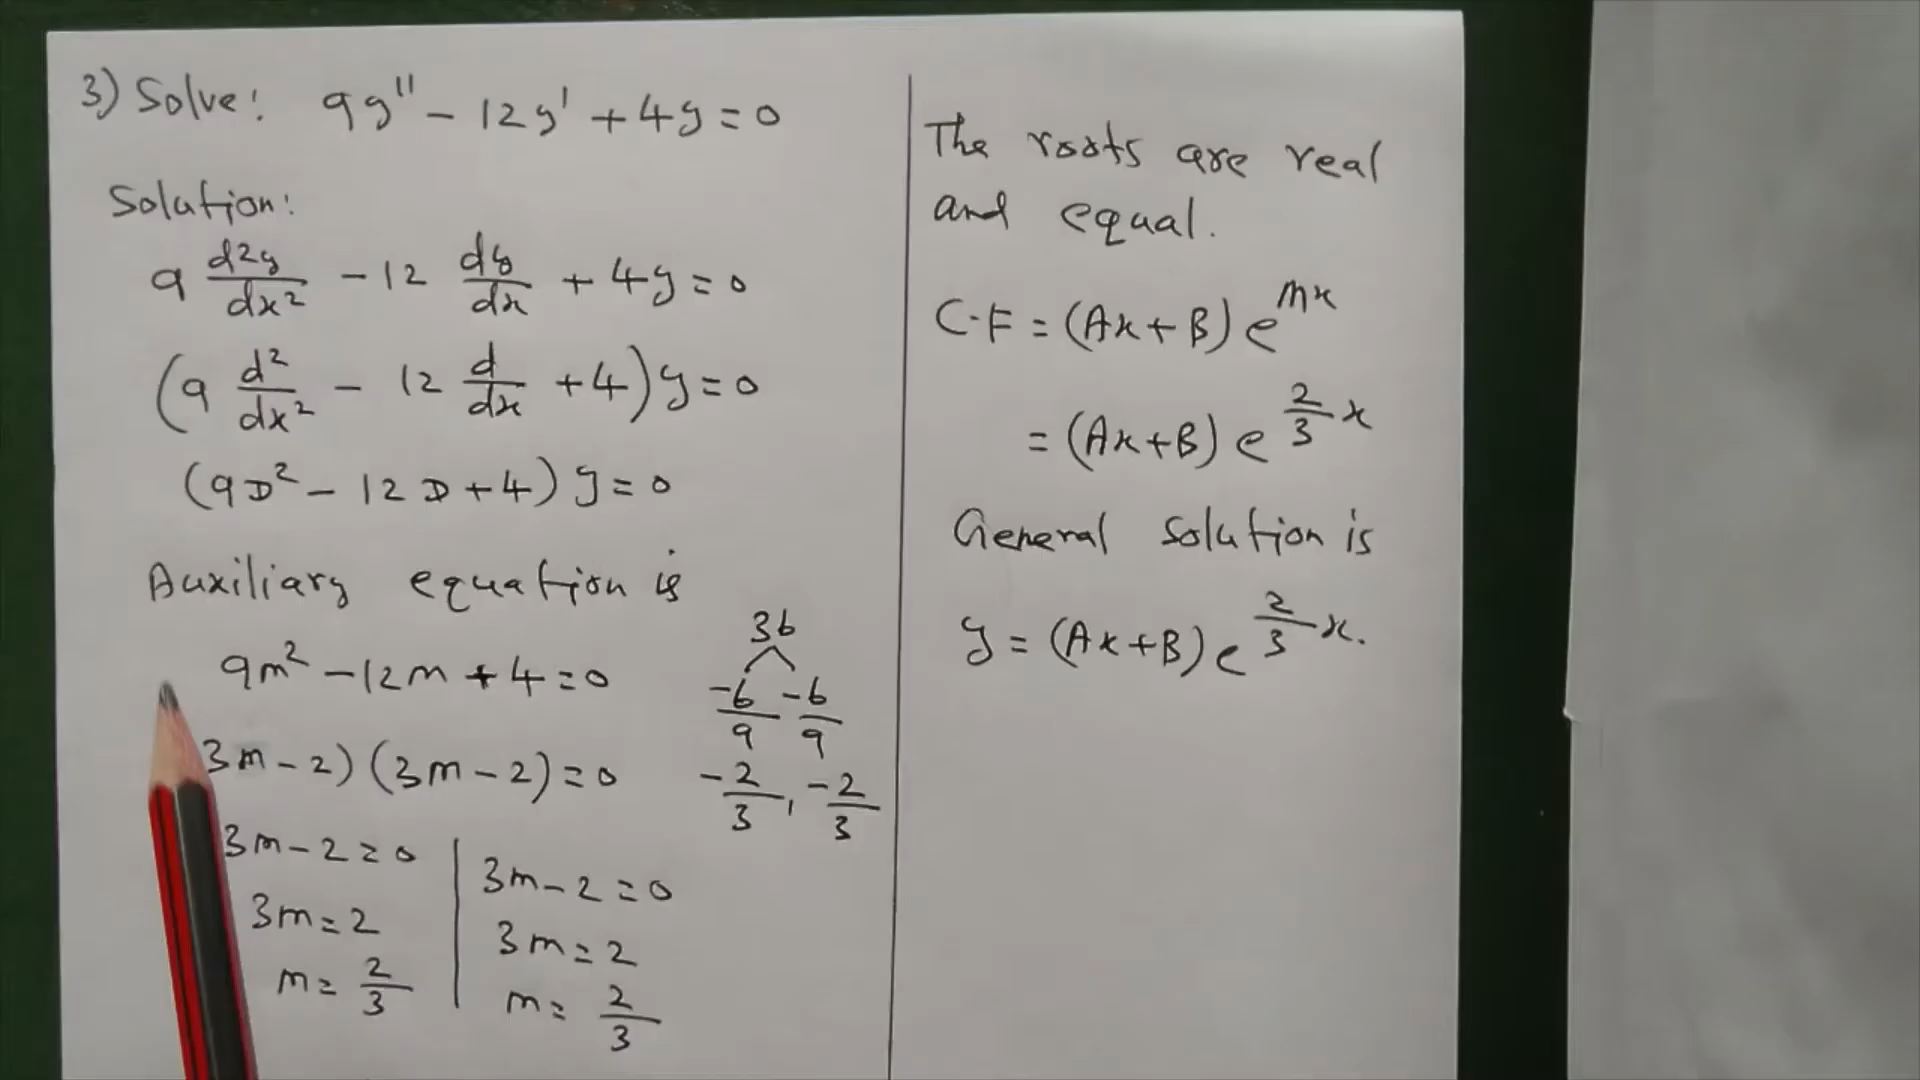 3) Solve: 9y'' - 12y' + 4y = 0
Solution:
9 d2y/dx² - 12 dy/dx + 4y = 0
(9 d²/dx² - 12 d/dx + 4) y = 0
(9D² - 12D + 4) y = 0
Auxiliary equation is
9m² - 12m + 4 = 0
3m - 2) (3m - 2) = 0
3m - 2 = 0
3m = 2
m = 2/3
3m - 2 = 0
3m = 2
m = 2/3
36
-6/9 -6/9
-2/3, -2/3
The roots are real
and equal.
C.F = (Ax + B) e^mx
= (Ax + B) e^2/3 x
General solution is
y = (Ax + B) e^2/3 x.